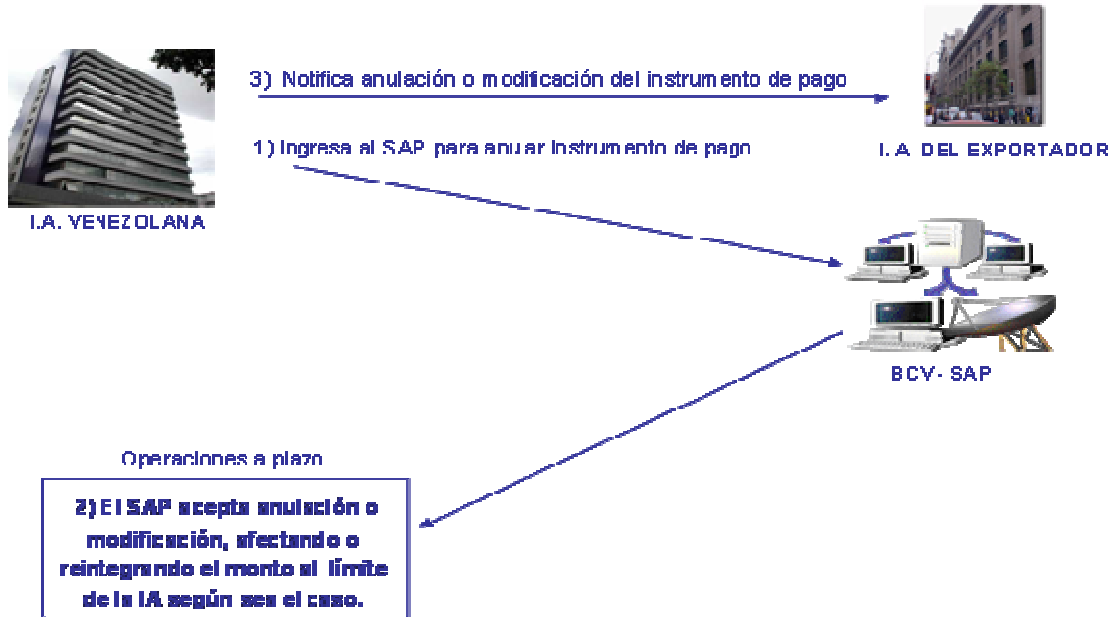 3) Notifica anulación o modificación del instrumento de pago
1) Ingresa al SAP para anular Instrumento de pago
I.A. VENEZOLANA
I. A. DEL EXPORTADOR
BCV- SAP
Operaciones a plazo
2) El SAP acepta anulación o
modificación, afectando o
reintegrando el monto al límite
de la IA según sea el caso.